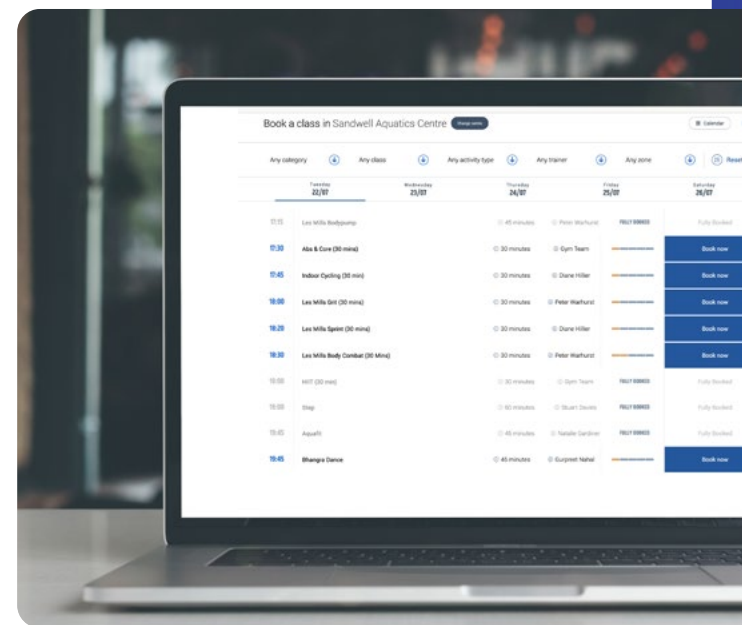 Book a class in Sandwell Aquatics Centre Change centre Calendar
Any category Any class Any activity type Any trainer Any zone Reset
Tuesday Wednesday Thursday Friday Saturday
22/07 23/07 24/07 25/07 26/07
17:15 Les Mills Bodypump 45 minutes Peter Warhurst FULLY BOOKED Fully Booked
17:30 Abs & Core (30 mins) 30 minutes Gym Team Book now
17:45 Indoor Cycling (30 min) 30 minutes Diane Hiller Book now
18:00 Les Mills Grit (30 mins) 30 minutes Peter Warhurst Book now
18:20 Les Mills Sprint (30 mins) 30 minutes Diane Hiller Book now
18:30 Les Mills Body Combat (30 Mins) 30 minutes Peter Warhurst Book now
HIIT (30 min) 30 minutes Gym Team FULLY BOOKED Fully Booked
Step minutes Stuart Davies FULLY BOOKED Fully Booked
Aquafit 45 minutes Natalie Gardiner FULLY BOOKED Fully Booked
19:45 Bhangra Dance 45 minutes Gurpreet Nahal Book now